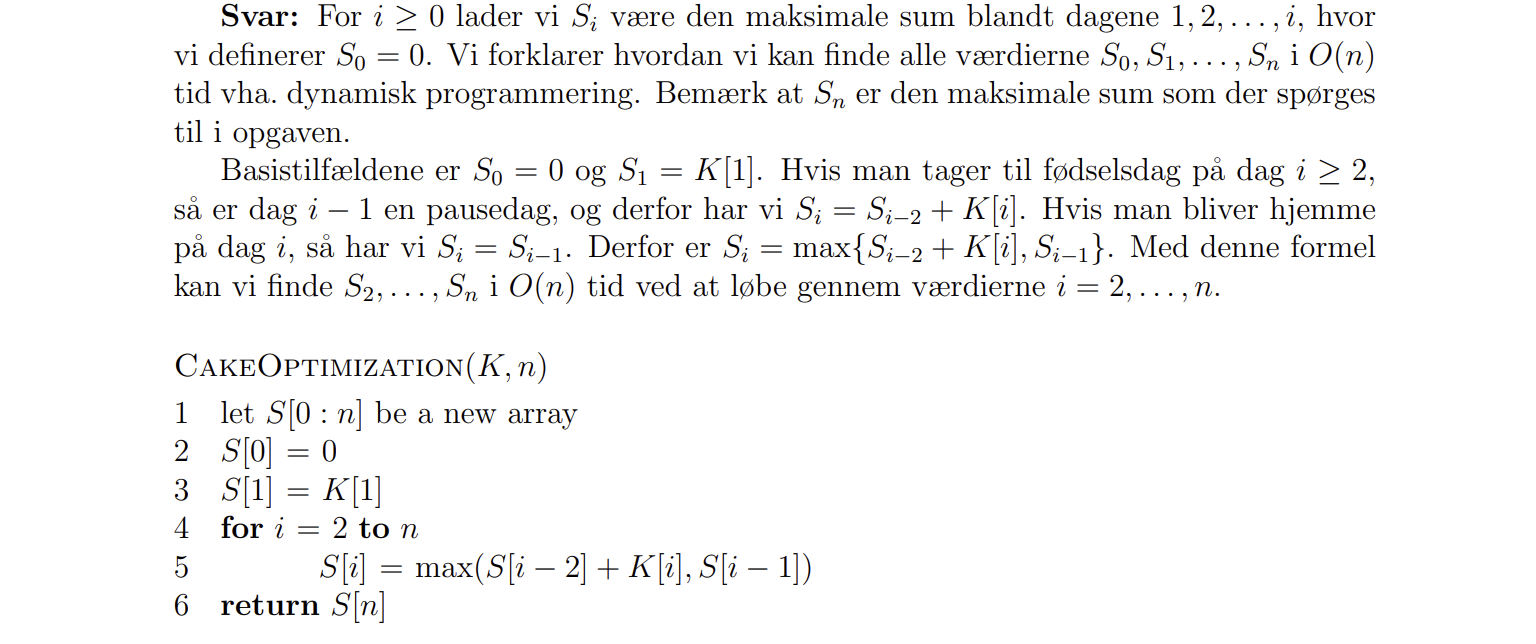 Svar: For i ≥ 0 lader vi S_i være den maksimale sum blandt dagene 1, 2, . . . , i, hvor
vi definerer S_0 = 0. Vi forklarer hvordan vi kan finde alle værdierne S_0, S_1, . . . , S_n i O(n)
tid vha. dynamisk programmering. Bemærk at S_n er den maksimale sum som der spørges
til i opgaven.
Basistilfældene er S_0 = 0 og S_1 = K[1]. Hvis man tager til fødselsdag på dag i ≥ 2,
så er dag i − 1 en pausedag, og derfor har vi S_i = S_{i−2} + K[i]. Hvis man bliver hjemme
på dag i, så har vi S_i = S_{i−1}. Derfor er S_i = max{S_{i−2} + K[i], S_{i−1}}. Med denne formel
kan vi finde S_2, . . . , S_n i O(n) tid ved at løbe gennem værdierne i = 2, . . . , n.
CakeOptimization(K, n)
1 let S[0 : n] be a new array
2 S[0] = 0
3 S[1] = K[1]
4 for i = 2 to n
5 S[i] = max(S[i − 2] + K[i], S[i − 1])
6 return S[n]